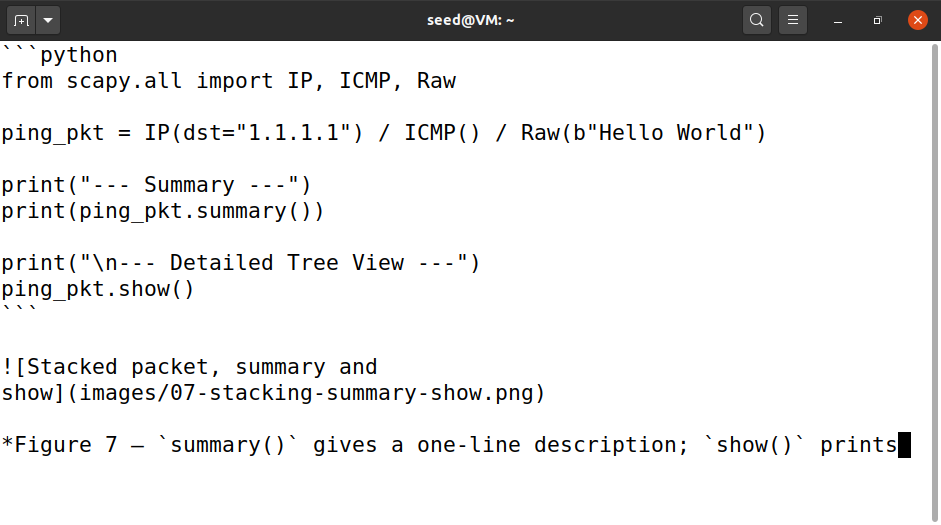 seed@VM: ~
```python
from scapy.all import IP, ICMP, Raw
ping_pkt = IP(dst="1.1.1.1") / ICMP() / Raw(b"Hello World")
print("--- Summary ---")
print(ping_pkt.summary())
print("\n--- Detailed Tree View ---")
ping_pkt.show()
```
![Stacked packet, summary and
show](images/07-stacking-summary-show.png)
*Figure 7 — `summary()` gives a one-line description; `show()` prints